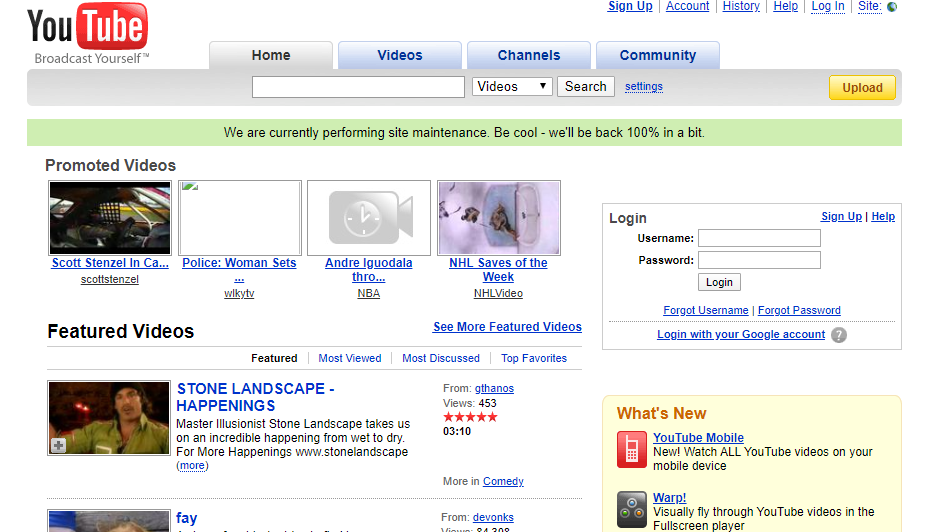 YouTube
Broadcast Yourself™
Sign Up | Account | History | Help | Log In | Site:
Home Videos Channels Community
Videos Search settings
Upload
We are currently performing site maintenance. Be cool - we'll be back 100% in a bit.
Promoted Videos
Scott Stenzel In Ca...
scottstenzel
Police: Woman Sets
...
wlkytv
Andre Iguodala
thro...
NBA
NHL Saves of the
Week
NHLVideo
Login
Sign Up | Help
Username:
Password:
Login
Forgot Username | Forgot Password
Login with your Google account ?
Featured Videos
See More Featured Videos
Featured | Most Viewed | Most Discussed | Top Favorites
STONE LANDSCAPE -
HAPPENINGS
Master Illusionist Stone Landscape takes us
on an incredible happening from wet to dry.
For More Happenings www.stonelandscape
(more)
From: gthanos
Views: 453
03:10
More in Comedy
fay
From: devonks
What's New
YouTube Mobile
New! Watch ALL YouTube videos on your
mobile device
Warp!
Visually fly through YouTube videos in the
Fullscreen player